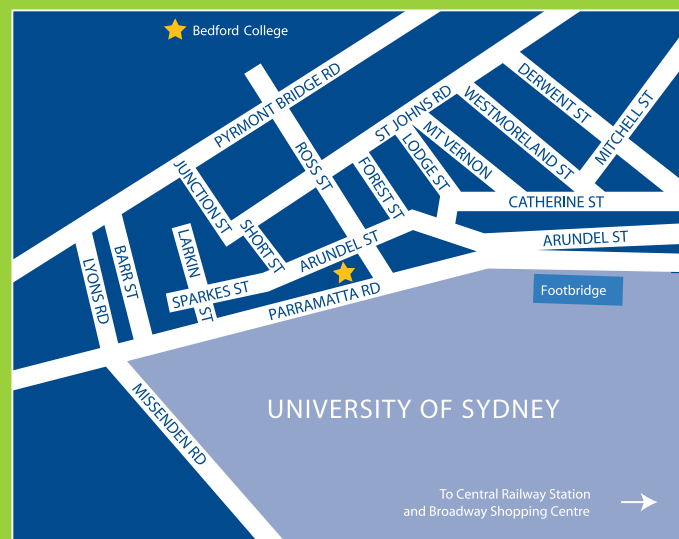 Bedford College
PYRMONT BRIDGE RD
ST JOHNS RD
DERWENT ST
WESTMORELAND ST
MITCHELL ST
MT VERNON
LODGE ST
ROSS ST
FOREST ST
JUNCTION ST
SHORT ST
CATHERINE ST
ARUNDEL ST
ARUNDEL ST
LARKIN ST
BARR ST
LYONS RD
SPARKES ST
PARRAMATTA RD
Footbridge
MISSENDEN RD
UNIVERSITY OF SYDNEY
To Central Railway Station
and Broadway Shopping Centre